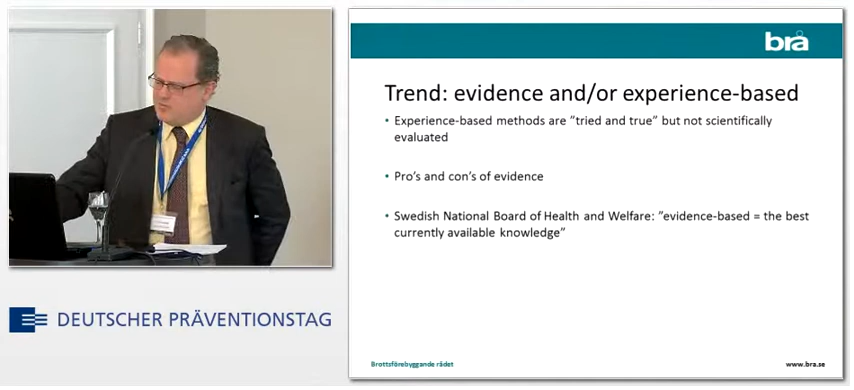 brå
Trend: evidence and/or experience-based
• Experience-based methods are ”tried and true” but not scientifically
evaluated
• Pro’s and con’s of evidence
• Swedish National Board of Health and Welfare: ”evidence-based = the best
currently available knowledge”
DEUTSCHER PRÄVENTIONSTAG
Brottsförebyggande rådet
www.bra.se